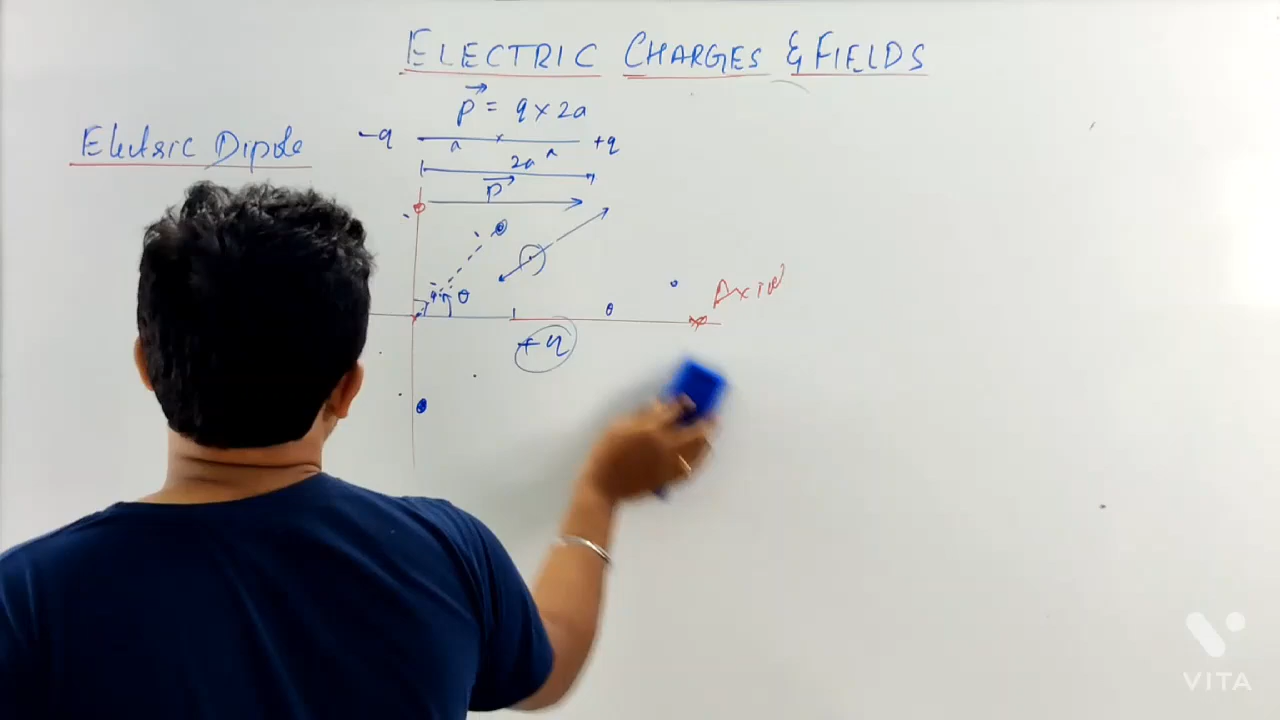 ELECTRIC CHARGES & FIELDS
p = q × 2a
Electric Dipole
-q +q
a a
2a
p
θ
θ
+q
Axial
VITA